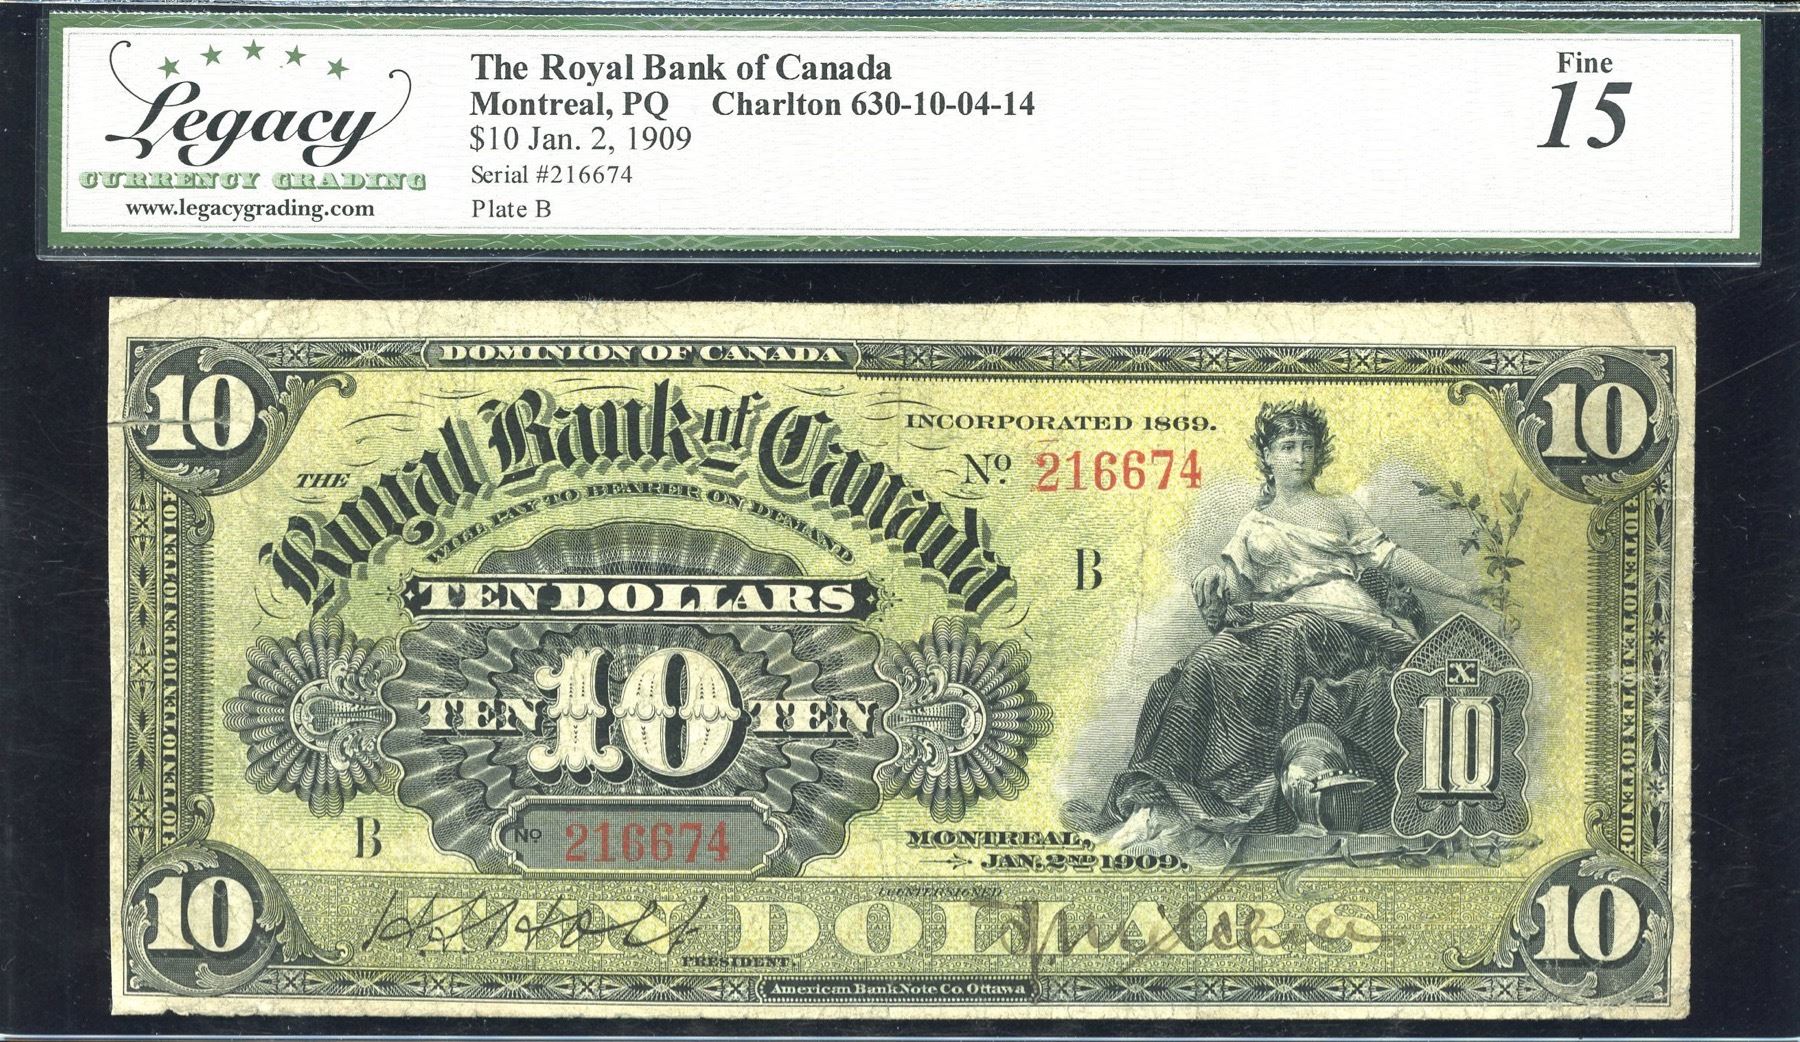 Legacy
CURRENCY GRADING
www.legacygrading.com
The Royal Bank of Canada
Montreal, PQ Charlton 630-10-04-14
$10 Jan. 2, 1909
Serial #216674
Plate B
Fine
15
DOMINION OF CANADA
10
10
THE
Royal Bank of Canada
INCORPORATED 1869.
No. 216674
WILL PAY TO BEARER ON DEMAND
TEN DOLLARS
B
TEN 10 TEN
X
10
B
No 216674
MONTREAL,
JAN. 2ND 1909.
COUNTERSIGNED
10
TEN DOLLARS
10
H S Holt
PRESIDENT.
American Bank Note Co. Ottawa